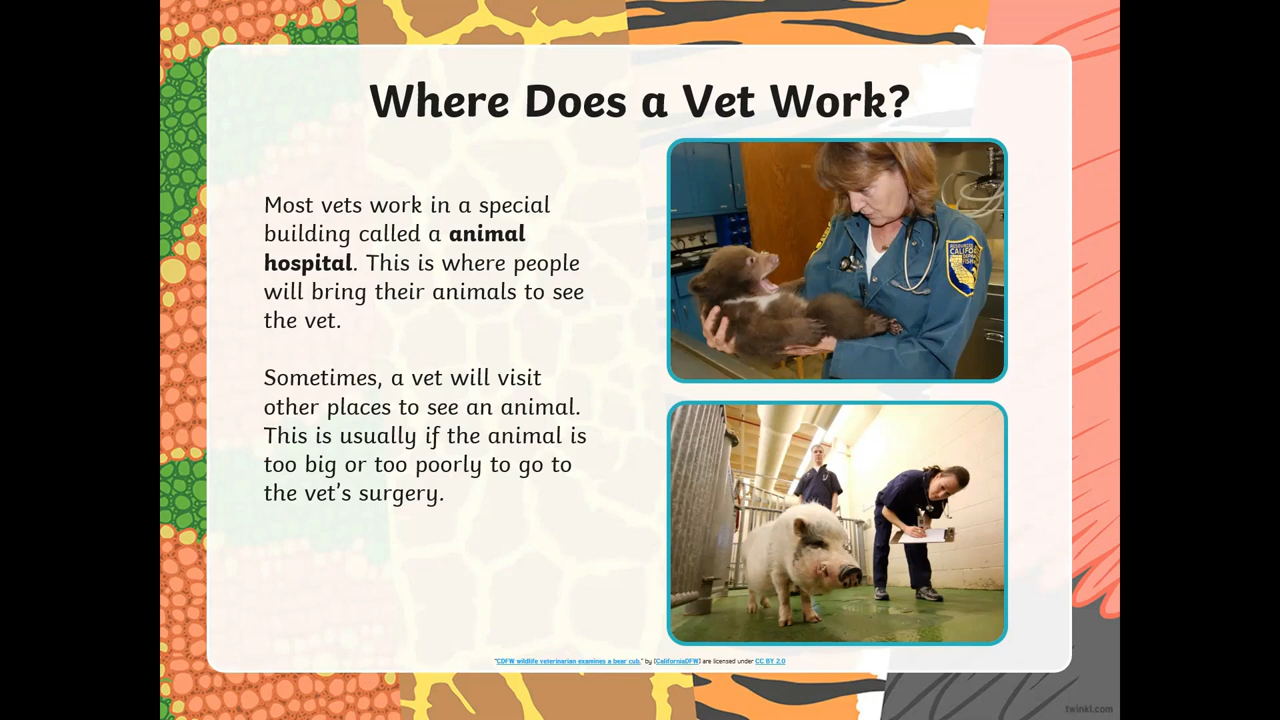 Where Does a Vet Work?
Most vets work in a special
building called a animal
hospital. This is where people
will bring their animals to see
the vet.
Sometimes, a vet will visit
other places to see an animal.
This is usually if the animal is
too big or too poorly to go to
the vet's surgery.
"CDFW wildlife veterinarian examines a bear cub." by [CaliforniaDFW] are licensed under CC BY 2.0
twinkl.com